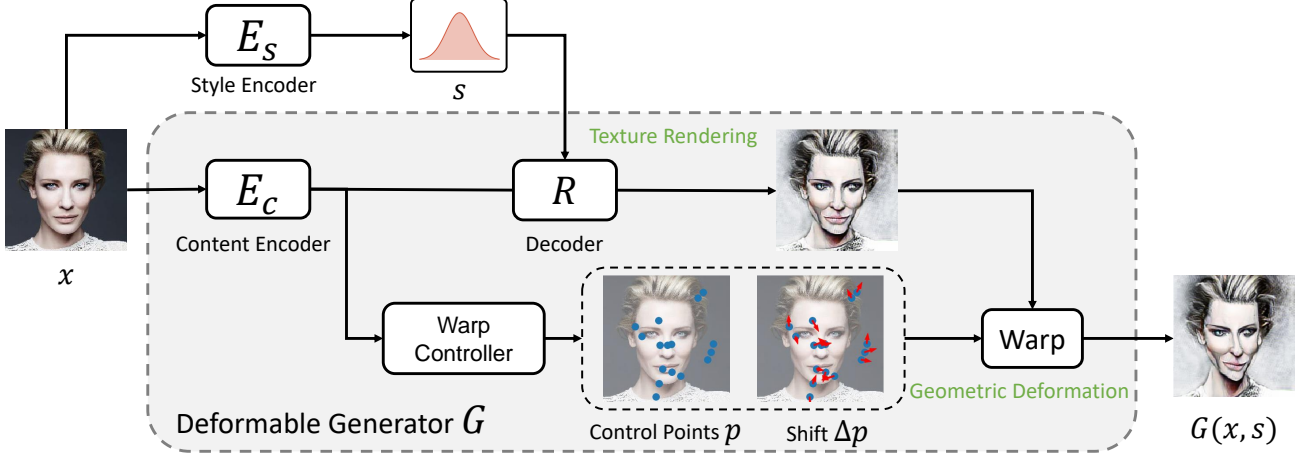 E_s
Style Encoder
s
Texture Rendering
E_c
R
Content Encoder
Decoder
x
Warp
Controller
Warp
Geometric Deformation
Deformable Generator G
Control Points p
Shift Δp
G(x, s)